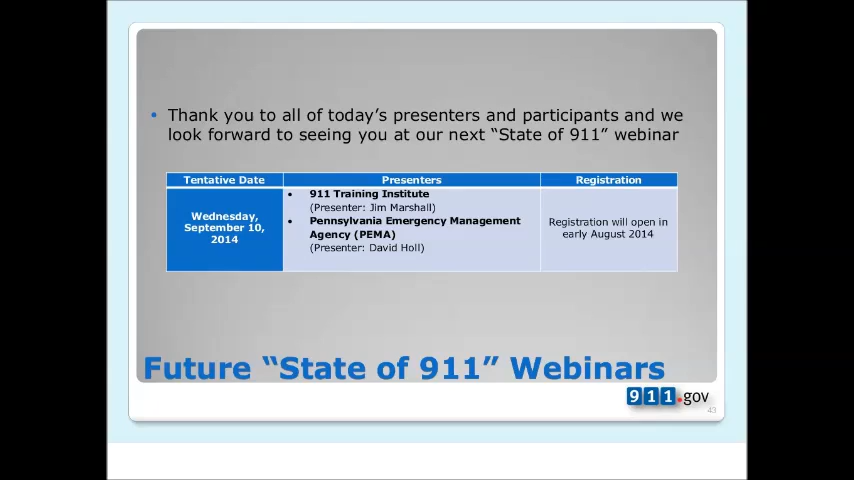 • Thank you to all of today’s presenters and participants and we
look forward to seeing you at our next “State of 911” webinar
Tentative Date
Presenters
Registration
Wednesday,
September 10,
2014
• 911 Training Institute
(Presenter: Jim Marshall)
• Pennsylvania Emergency Management
Agency (PEMA)
(Presenter: David Holl)
Registration will open in
early August 2014
Future “State of 911” Webinars
911.gov
43